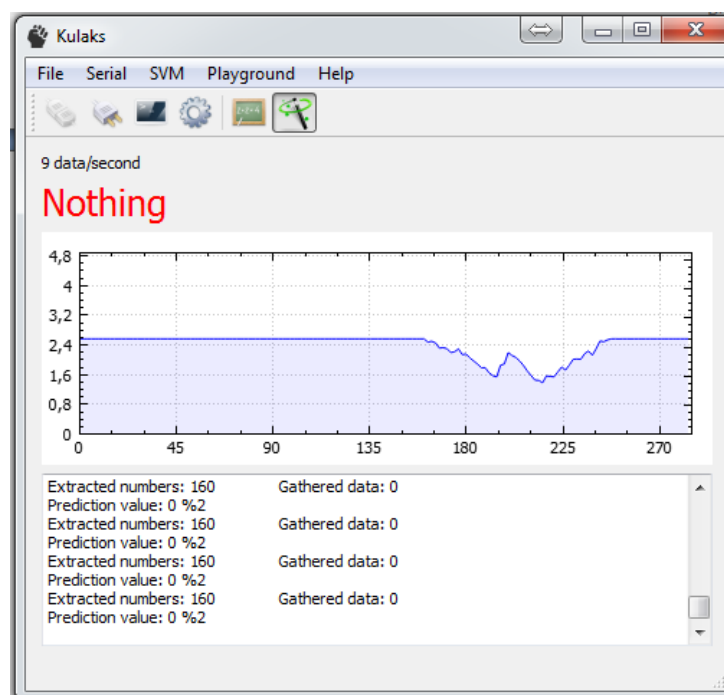 Kulaks
File Serial SVM Playground Help
9 data/second
Nothing
4,8
4
3,2
2,4
1,6
0,8
0
0 45 90 135 180 225 270
Extracted numbers: 160 Gathered data: 0
Prediction value: 0 %2
Extracted numbers: 160 Gathered data: 0
Prediction value: 0 %2
Extracted numbers: 160 Gathered data: 0
Prediction value: 0 %2
Extracted numbers: 160 Gathered data: 0
Prediction value: 0 %2